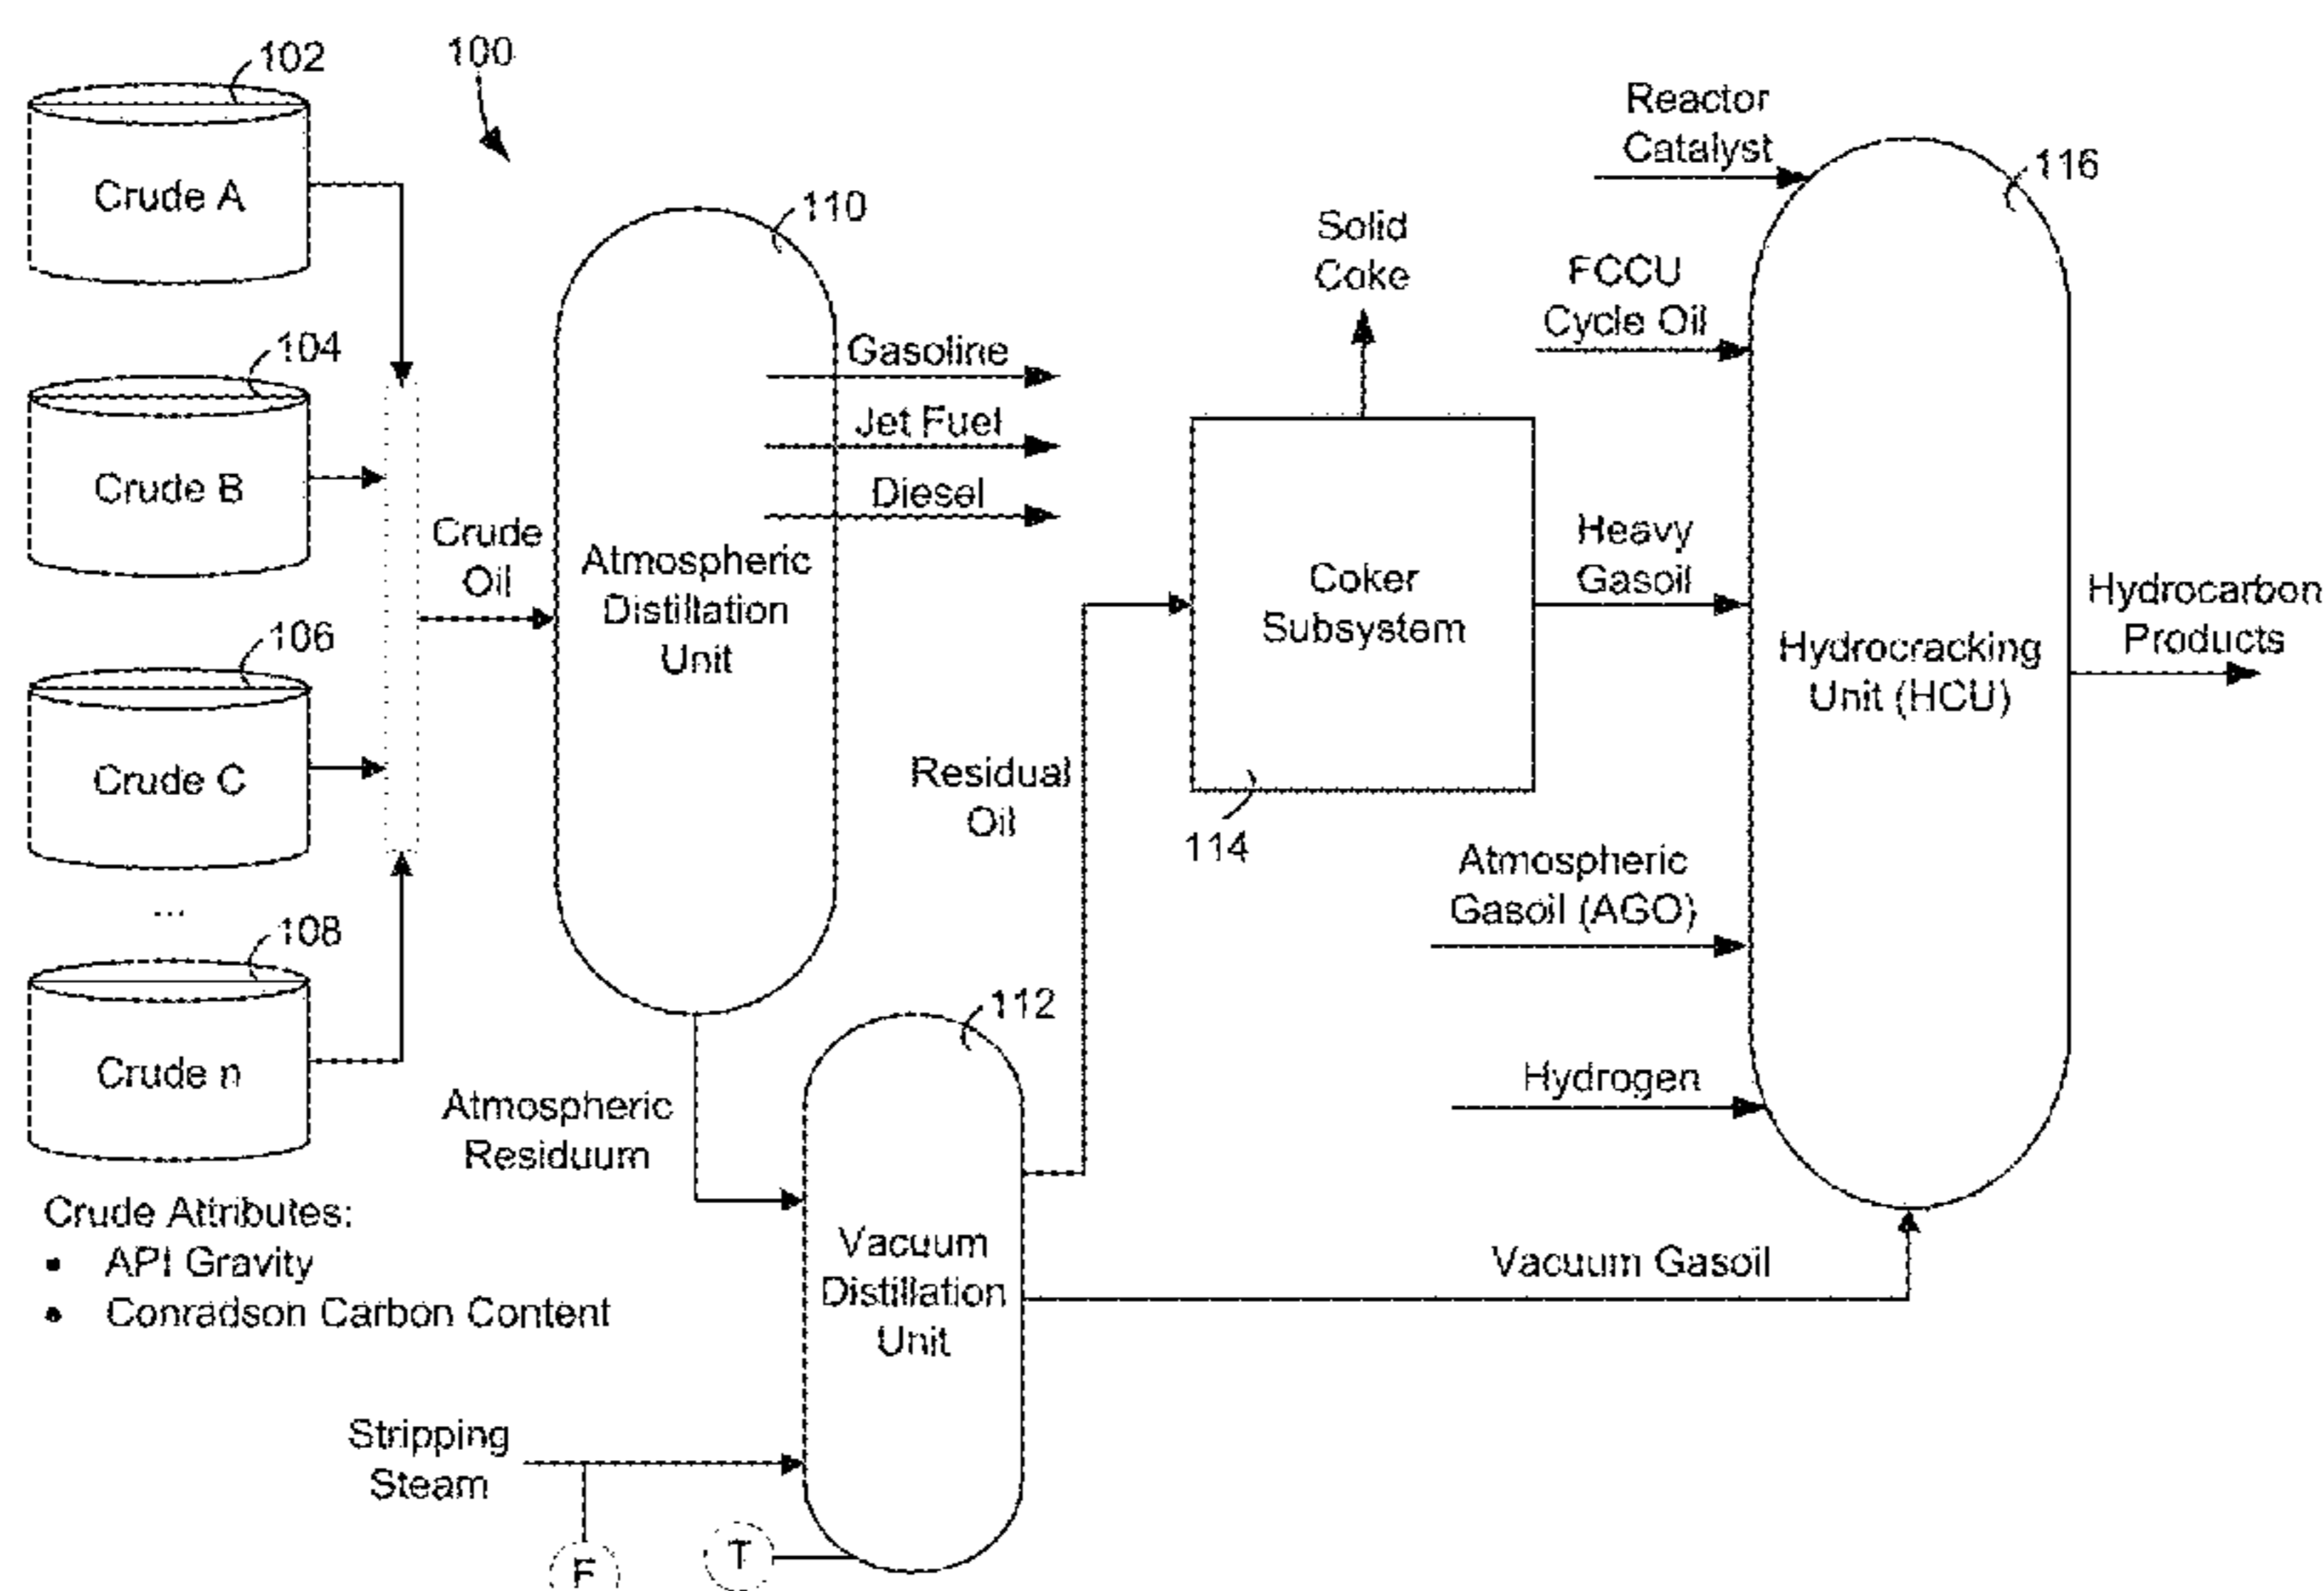 100
102
Crude A
104
Crude B
106
Crude C
...
108
Crude n
Crude Attributes:
• API Gravity
• Conradson Carbon Content
Crude
Oil
110
Atmospheric
Distillation
Unit
Gasoline
Jet Fuel
Diesel
Atmospheric
Residuum
112
Vacuum
Distillation
Unit
Stripping
Steam
F
T
Residual
Oil
Solid
Coke
Coker
Subsystem
114
Reactor
Catalyst
FCCU
Cycle Oil
Heavy
Gasoil
Atmospheric
Gasoil (AGO)
Hydrogen
Vacuum Gasoil
116
Hydrocracking
Unit (HCU)
Hydrocarbon
Products